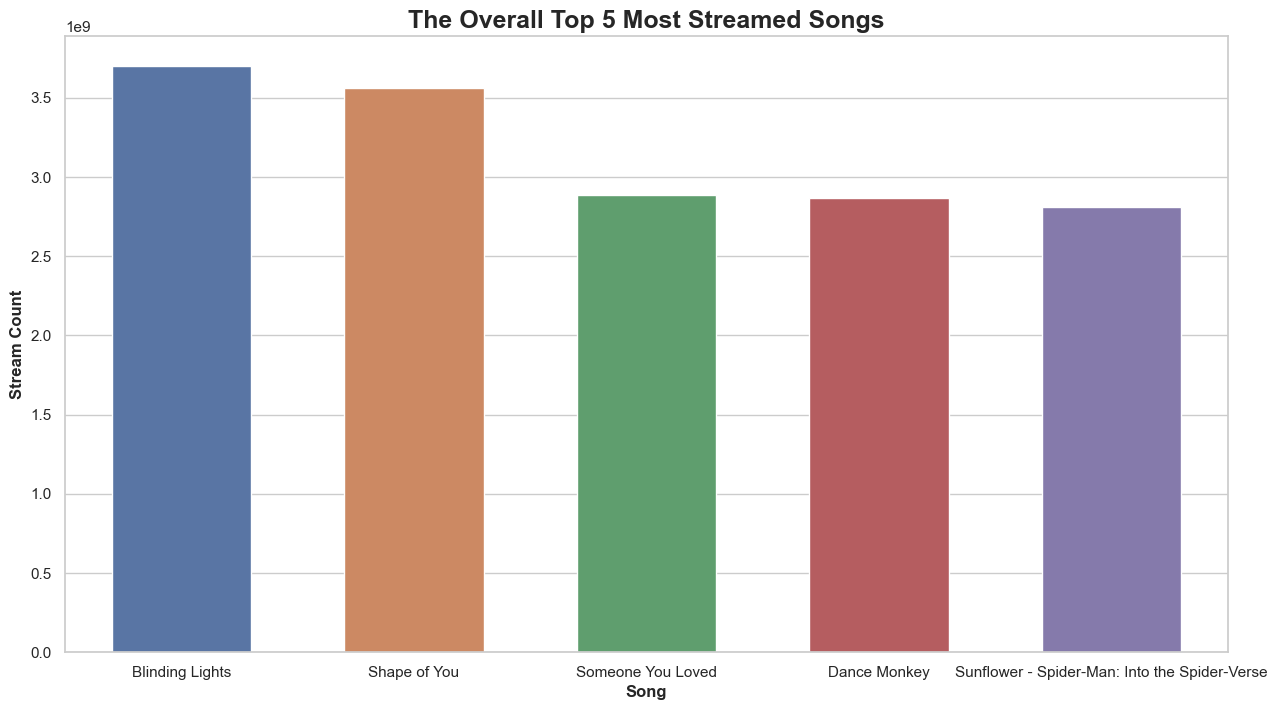 The Overall Top 5 Most Streamed Songs
1e9
3.5
3.0
2.5
2.0
1.5
1.0
0.5
0.0
Stream Count
Blinding Lights Shape of You Someone You Loved Dance Monkey Sunflower - Spider-Man: Into the Spider-Verse
Song